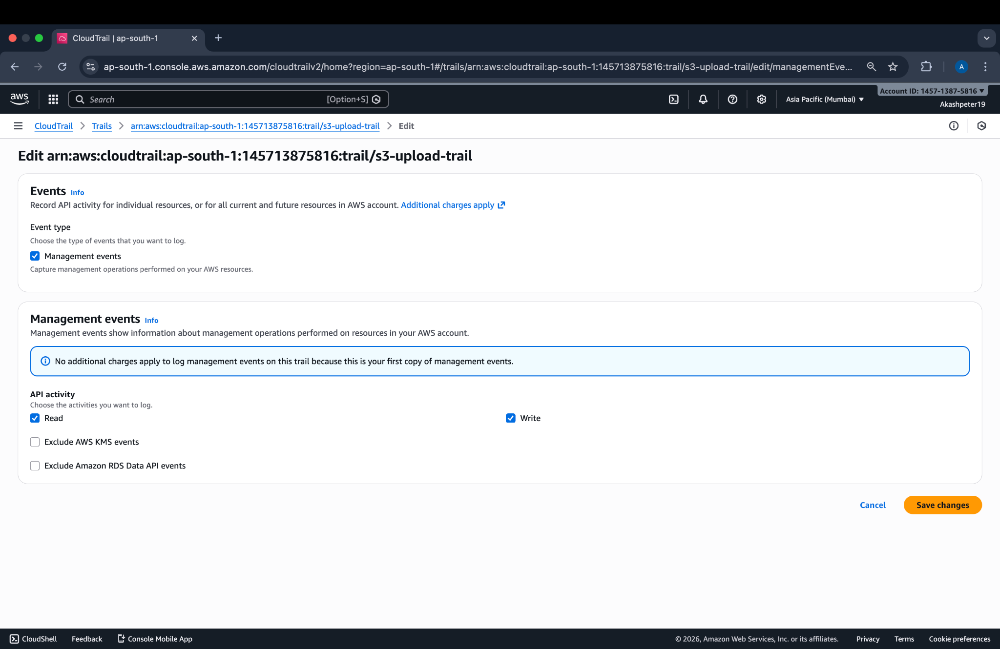 CloudTrail | ap-south-1
ap-south-1.console.aws.amazon.com/cloudtrailv2/home?region=ap-south-1#/trails/arn:aws:cloudtrail:ap-south-1:145713875816:trail/s3-upload-trail/edit/managementEve...
A
aws
Search
[Option+S]
Asia Pacific (Mumbai)
Account ID: 1457-1387-5816
Akashpeter19
CloudTrail
Trails
arn:aws:cloudtrail:ap-south-1:145713875816:trail/s3-upload-trail
Edit
Edit arn:aws:cloudtrail:ap-south-1:145713875816:trail/s3-upload-trail
Events Info
Record API activity for individual resources, or for all current and future resources in AWS account. Additional charges apply
Event type
Choose the type of events that you want to log.
Management events
Capture management operations performed on your AWS resources.
Management events Info
Management events show information about management operations performed on resources in your AWS account.
No additional charges apply to log management events on this trail because this is your first copy of management events.
API activity
Choose the activities you want to log.
Read
Write
Exclude AWS KMS events
Exclude Amazon RDS Data API events
Cancel
Save changes
CloudShell
Feedback
Console Mobile App
© 2026, Amazon Web Services, Inc. or its affiliates.
Privacy
Terms
Cookie preferences